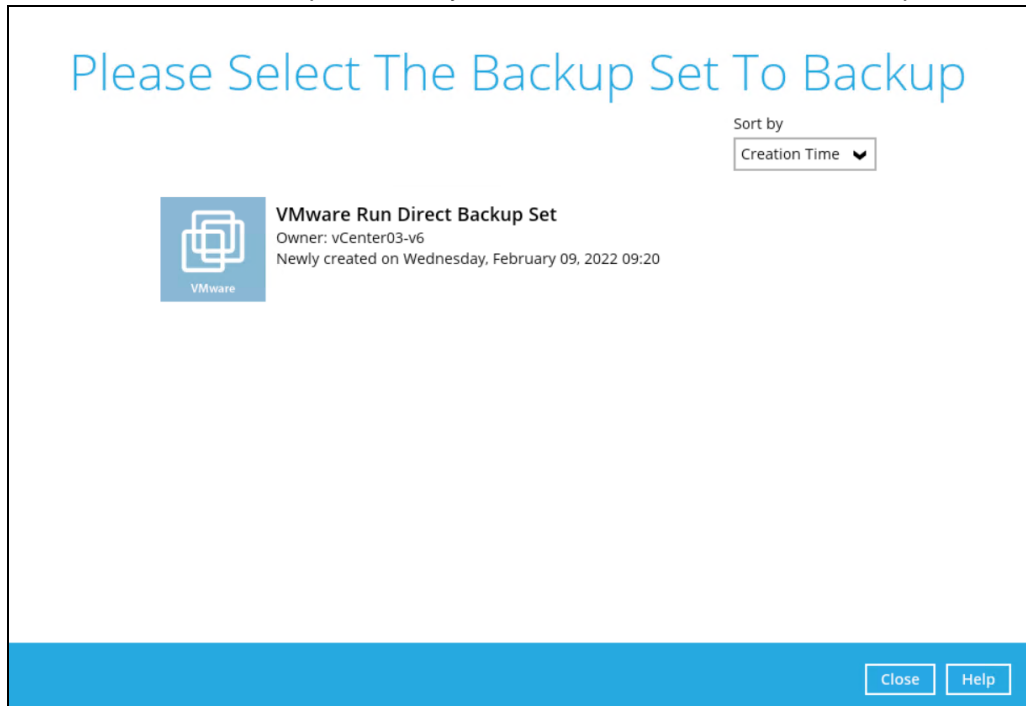 Please Select The Backup Set To Backup
Sort by
Creation Time
VMware Run Direct Backup Set
Owner: vCenter03-v6
Newly created on Wednesday, February 09, 2022 09:20
VMware
Close
Help